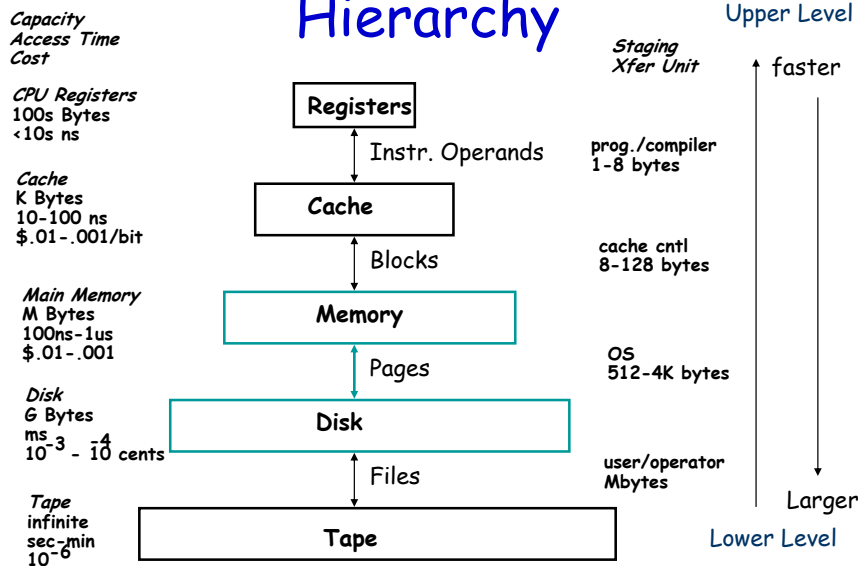 Hierarchy
Upper Level
Capacity
Access Time
Cost
Staging
Xfer Unit
faster
CPU Registers
100s Bytes
<10s ns
Registers
Instr. Operands
prog./compiler
1-8 bytes
Cache
K Bytes
10-100 ns
$.01-.001/bit
Cache
Blocks
cache cntl
8-128 bytes
Main Memory
M Bytes
100ns-1us
$.01-.001
Memory
Pages
OS
512-4K bytes
Disk
G Bytes
ms
10-3 - 10-4 cents
Disk
Files
user/operator
Mbytes
Tape
infinite
sec-min
10-6
Tape
Larger
Lower Level